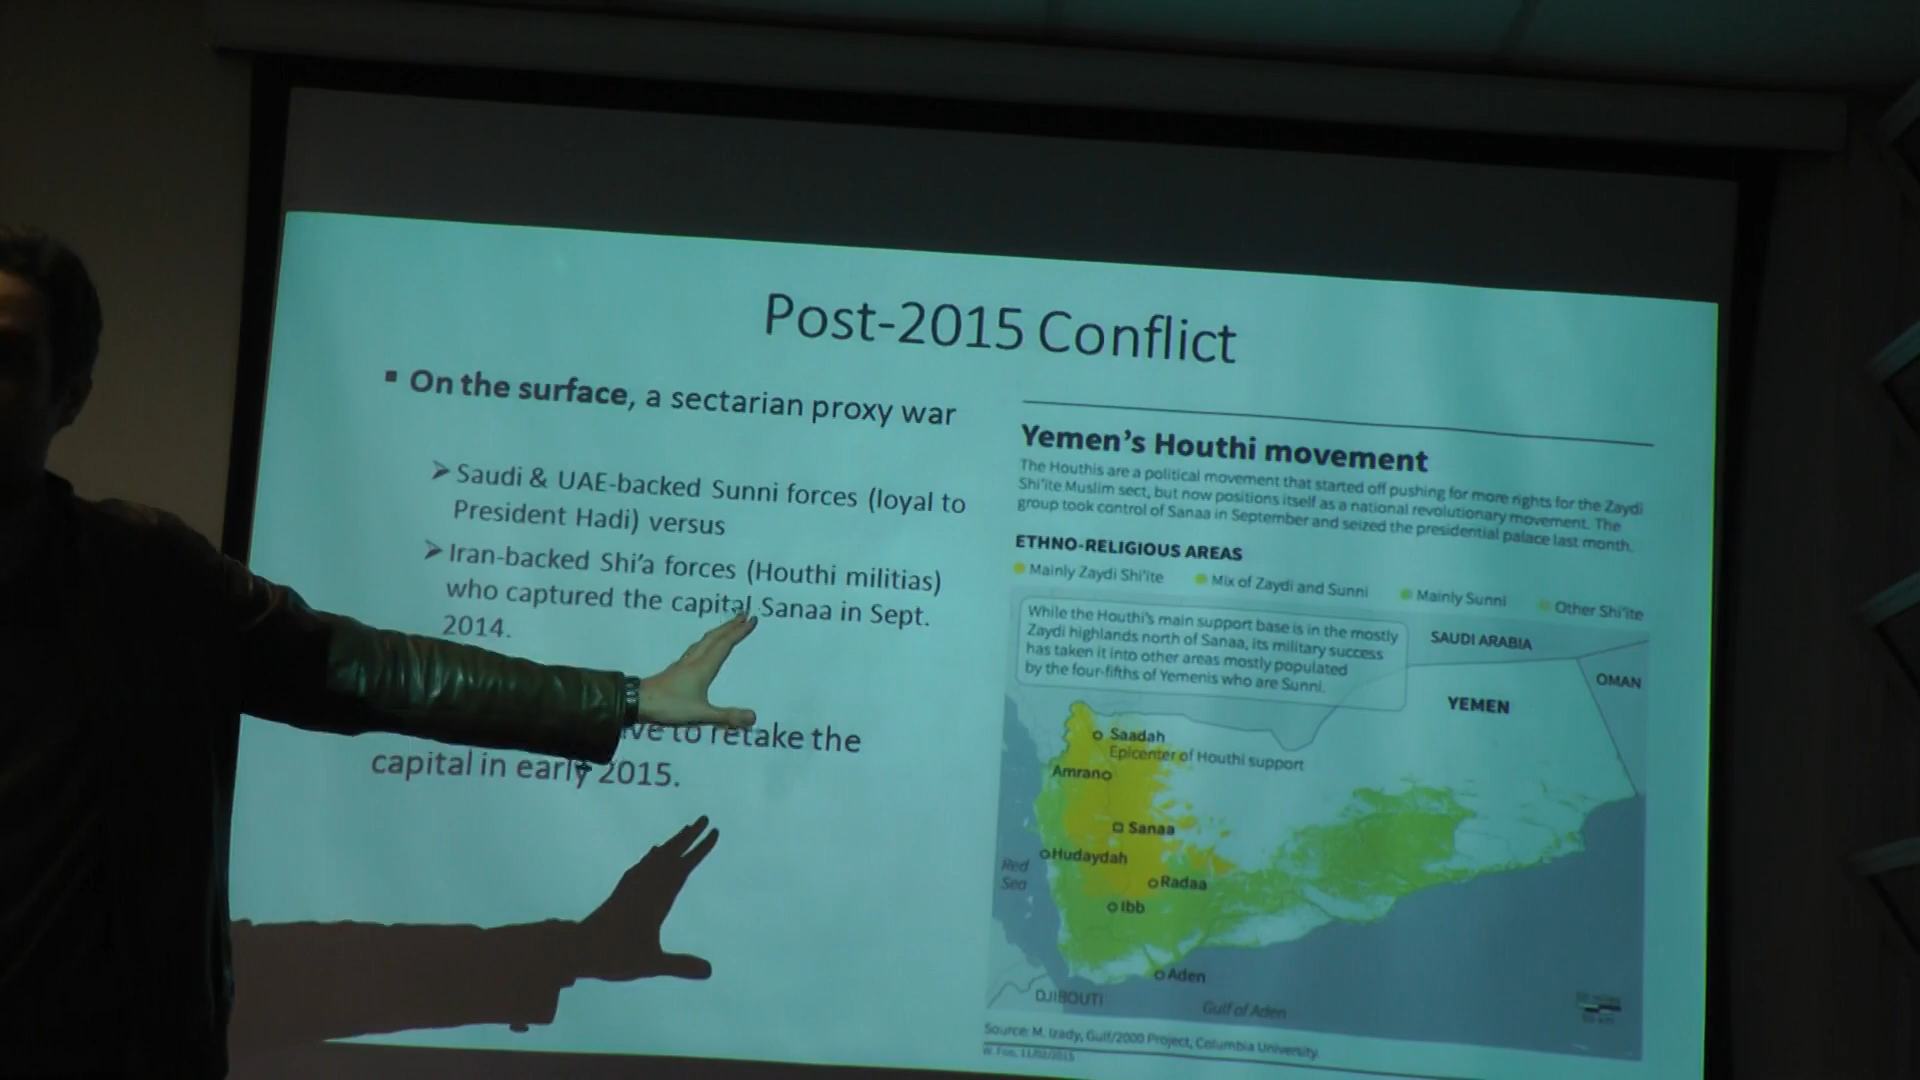 Post-2015 Conflict
▪ On the surface, a sectarian proxy war
➢ Saudi & UAE-backed Sunni forces (loyal to
President Hadi) versus
➢ Iran-backed Shi'a forces (Houthi militias)
who captured the capital Sanaa in Sept.
2014.
to retake the
capital in early 2015.
Yemen's Houthi movement
The Houthis are a political movement that started off pushing for more rights for the Zaydi
Shi'ite Muslim sect, but now positions itself as a national revolutionary movement. The
group took control of Sanaa in September and seized the presidential palace last month.
ETHNO-RELIGIOUS AREAS
Mainly Zaydi Shi'ite Mix of Zaydi and Sunni Mainly Sunni Other Shi'ite
While the Houthi's main support base is in the mostly
Zaydi highlands north of Sanaa, its military success
has taken it into other areas mostly populated
by the four-fifths of Yemenis who are Sunni.
SAUDI ARABIA
OMAN
YEMEN
Saadah
Epicenter of Houthi support
Amran
Sanaa
Hudaydah
Red
Sea
Radaa
Ibb
Aden
DJIBOUTI
Gulf of Aden
Source: M. Izady, Gulf/2000 Project, Columbia University.
W. Foo, 11/02/2015